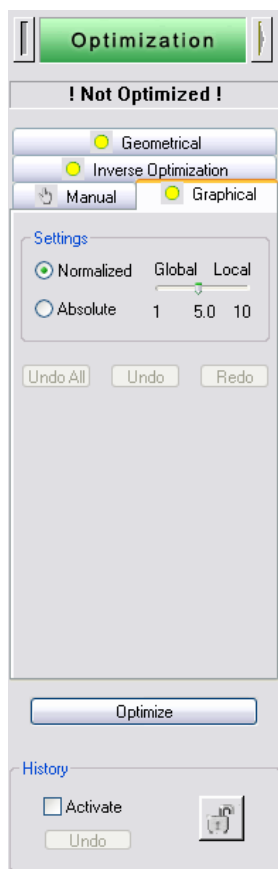 Optimization
! Not Optimized !
Geometrical
Inverse Optimization
Manual Graphical
Settings
Normalized Global Local
Absolute 1 5.0 10
Undo All Undo Redo
Optimize
History
Activate
Undo